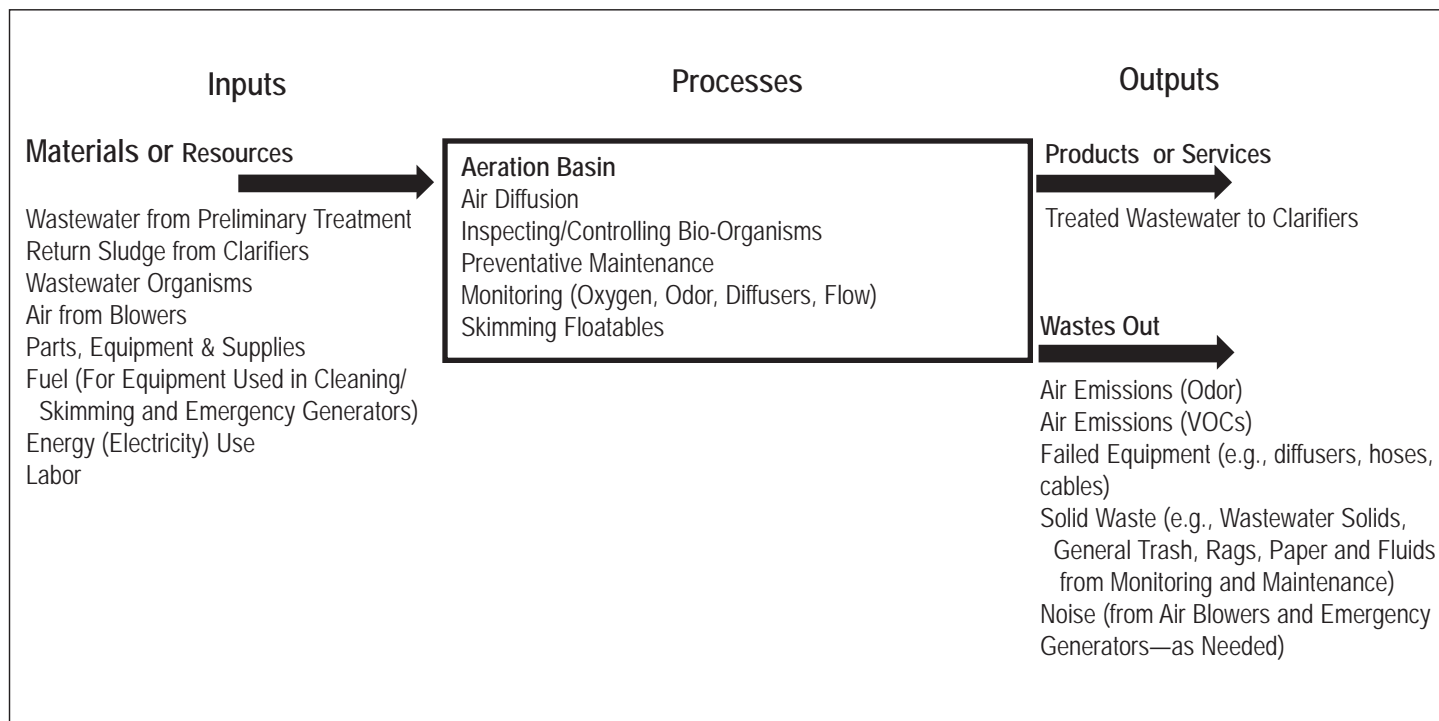 Inputs
Processes
Outputs
Materials or Resources
Wastewater from Preliminary Treatment
Return Sludge from Clarifiers
Wastewater Organisms
Air from Blowers
Parts, Equipment & Supplies
Fuel (For Equipment Used in Cleaning/
Skimming and Emergency Generators)
Energy (Electricity) Use
Labor
Aeration Basin
Air Diffusion
Inspecting/Controlling Bio-Organisms
Preventative Maintenance
Monitoring (Oxygen, Odor, Diffusers, Flow)
Skimming Floatables
Products or Services
Treated Wastewater to Clarifiers
Wastes Out
Air Emissions (Odor)
Air Emissions (VOCs)
Failed Equipment (e.g., diffusers, hoses,
cables)
Solid Waste (e.g., Wastewater Solids,
General Trash, Rags, Paper and Fluids
from Monitoring and Maintenance)
Noise (from Air Blowers and Emergency
Generators—as Needed)